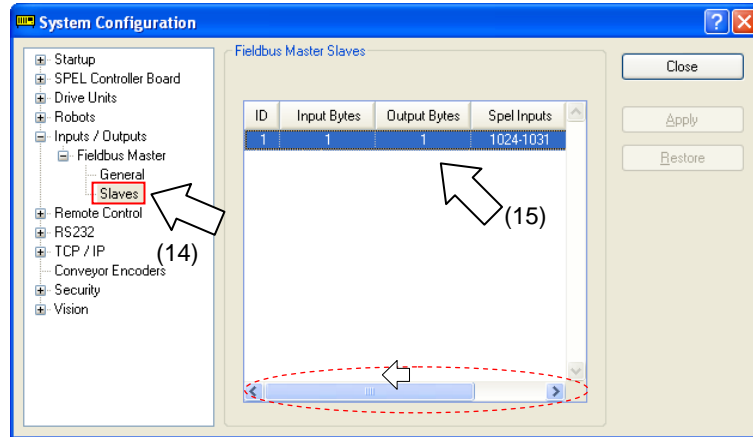 System Configuration
Startup
SPEL Controller Board
Drive Units
Robots
Inputs / Outputs
Fieldbus Master
General
Slaves
Remote Control
RS232
TCP / IP
Conveyor Encoders
Security
Vision
(14)
Fieldbus Master Slaves
ID Input Bytes Output Bytes Spel Inputs
1 1 1 1024-1031
(15)
Close
Apply
Restore